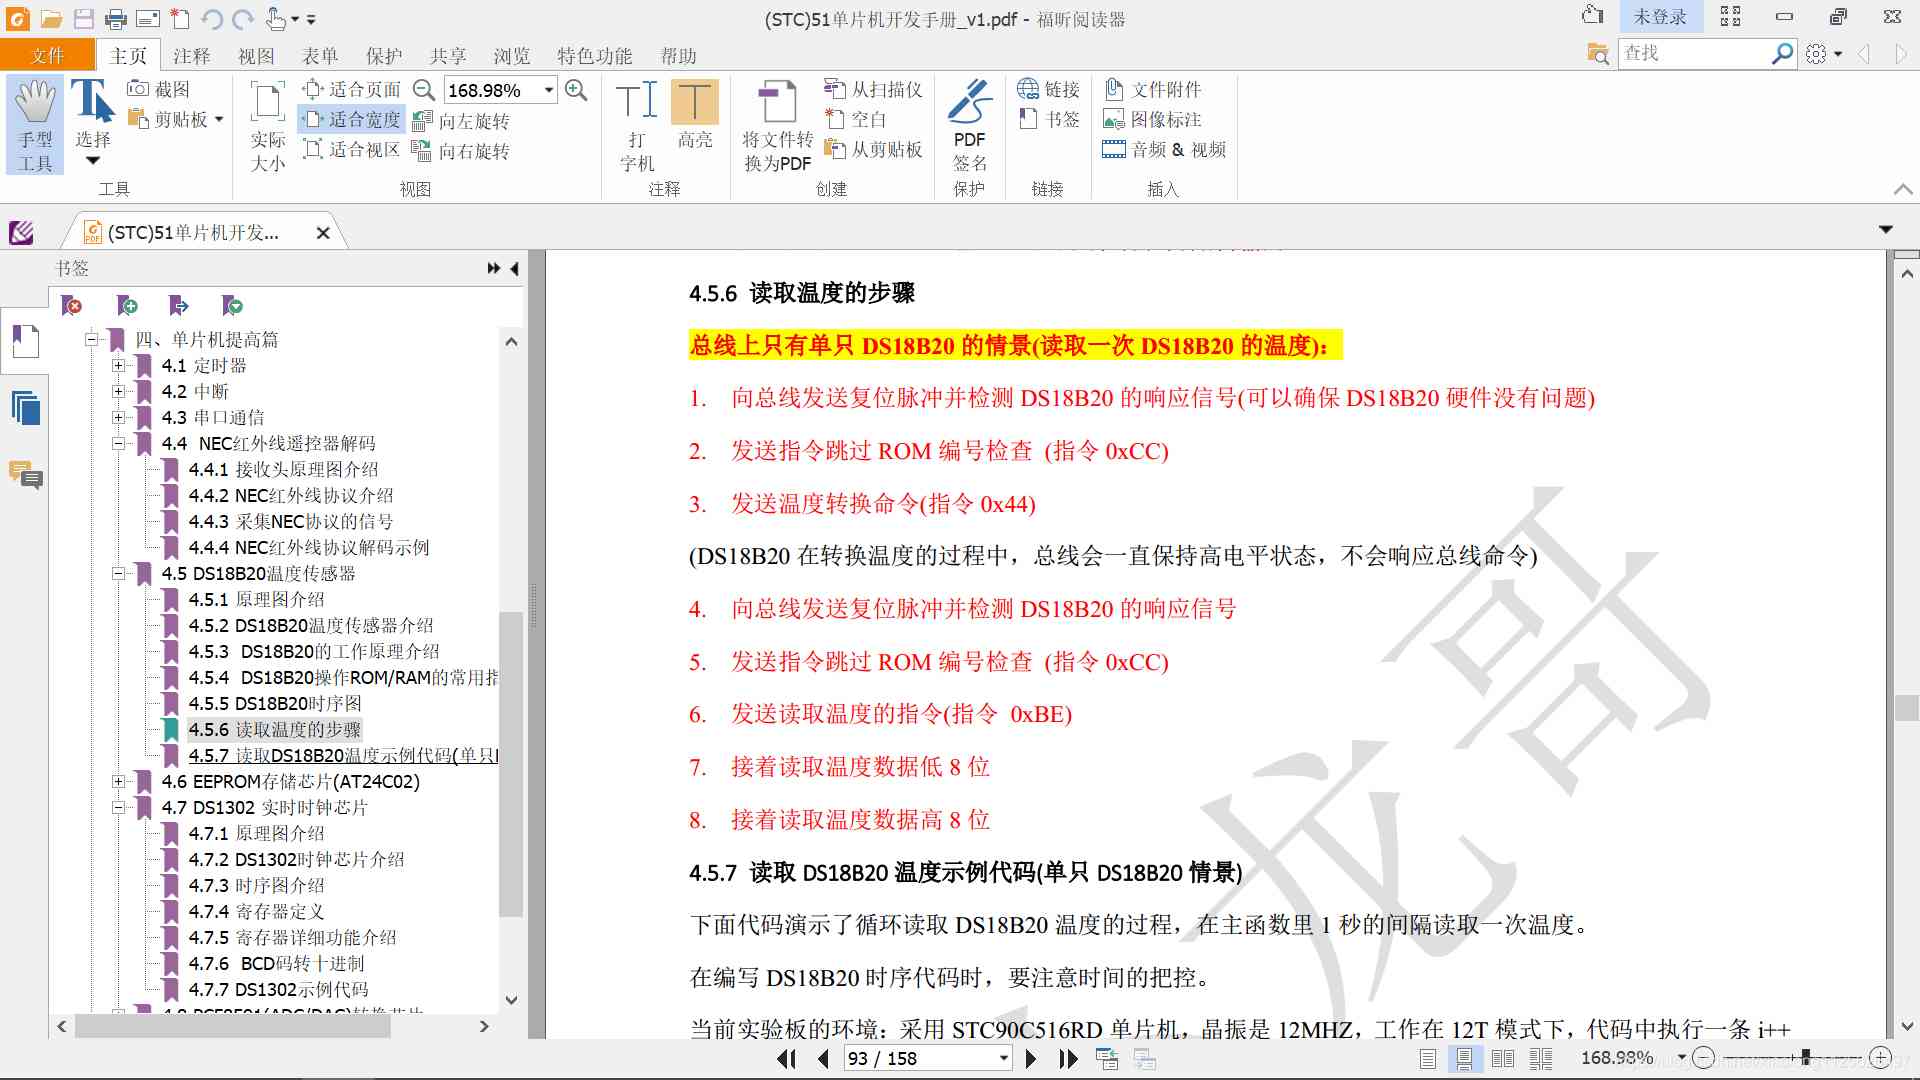 (STC)51单片机开发手册_v1.pdf - 福昕阅读器
未登录
文件 主页 注释 视图 表单 保护 共享 浏览 特色功能 帮助
查找
手型
工具
选择
截图
剪贴板
工具
实际
大小
适合页面
适合宽度
适合视区
168.98%
向左旋转
向右旋转
视图
打
字机
高亮
注释
将文件转
换为PDF
从扫描仪
空白
从剪贴板
创建
PDF
签名
保护
链接
书签
链接
文件附件
图像标注
音频 & 视频
插入
(STC)51单片机开发...
书签
四、单片机提高篇
4.1 定时器
4.2 中断
4.3 串口通信
4.4 NEC红外线遥控器解码
4.4.1 接收头原理图介绍
4.4.2 NEC红外线协议介绍
4.4.3 采集NEC协议的信号
4.4.4 NEC红外线协议解码示例
4.5 DS18B20温度传感器
4.5.1 原理图介绍
4.5.2 DS18B20温度传感器介绍
4.5.3 DS18B20的工作原理介绍
4.5.4 DS18B20操作ROM/RAM的常用指
4.5.5 DS18B20时序图
4.5.6 读取温度的步骤
4.5.7 读取DS18B20温度示例代码(单只
4.6 EEPROM存储芯片(AT24C02)
4.7 DS1302 实时时钟芯片
4.7.1 原理图介绍
4.7.2 DS1302时钟芯片介绍
4.7.3 时序图介绍
4.7.4 寄存器定义
4.7.5 寄存器详细功能介绍
4.7.6 BCD码转十进制
4.7.7 DS1302示例代码
4.5.6 读取温度的步骤
总线上只有单只 DS18B20 的情景(读取一次 DS18B20 的温度)：
1. 向总线发送复位脉冲并检测 DS18B20 的响应信号(可以确保 DS18B20 硬件没有问题)
2. 发送指令跳过 ROM 编号检查 (指令 0xCC)
3. 发送温度转换命令(指令 0x44)
(DS18B20 在转换温度的过程中，总线会一直保持高电平状态，不会响应总线命令)
4. 向总线发送复位脉冲并检测 DS18B20 的响应信号
5. 发送指令跳过 ROM 编号检查 (指令 0xCC)
6. 发送读取温度的指令(指令 0xBE)
7. 接着读取温度数据低 8 位
8. 接着读取温度数据高 8 位
4.5.7 读取 DS18B20 温度示例代码(单只 DS18B20 情景)
下面代码演示了循环读取 DS18B20 温度的过程，在主函数里 1 秒的间隔读取一次温度。
在编写 DS18B20 时序代码时，要注意时间的把控。
当前实验板的环境：采用 STC90C516RD 单片机，晶振是 12MHZ，工作在 12T 模式下，代码中执行一条 i++
龙哥
93 / 158
168.98%